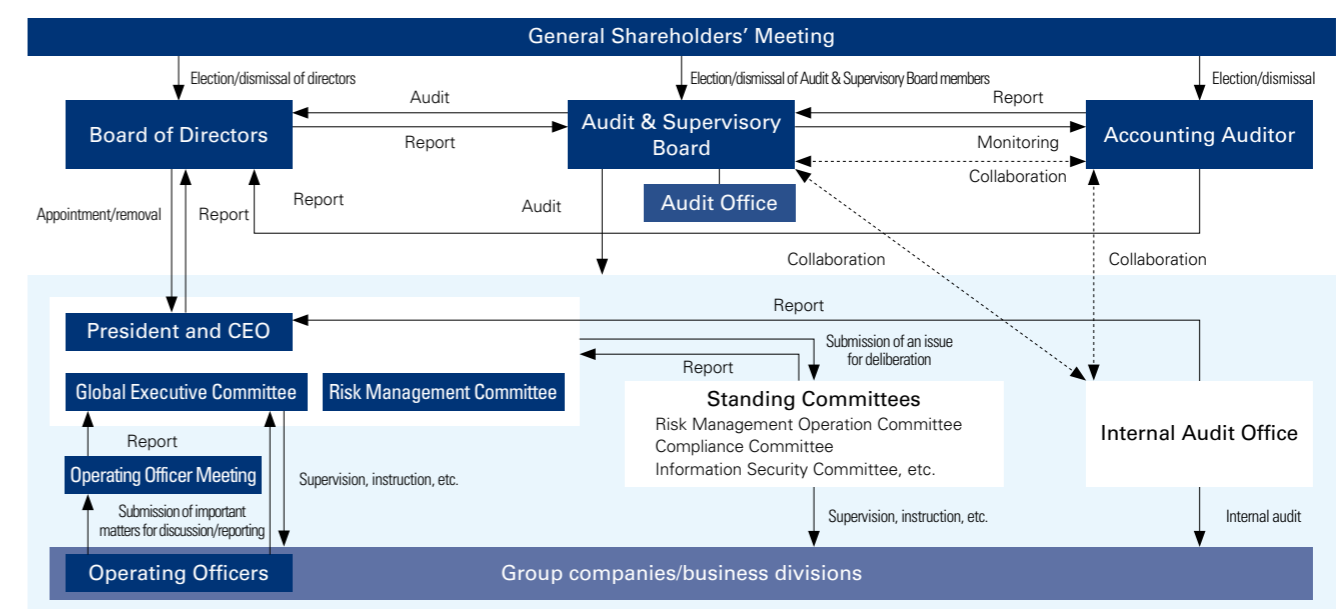 General Shareholders' Meeting
Election/dismissal of directors
Election/dismissal of Audit & Supervisory Board members
Election/dismissal
Audit
Report
Board of Directors
Audit & Supervisory
Board
Accounting Auditor
Report
Monitoring
Collaboration
Audit Office
Appointment/removal
Report
Report
Audit
Collaboration
Collaboration
President and CEO
Report
Submission of an issue
for deliberation
Report
Global Executive Committee
Risk Management Committee
Standing Committees
Risk Management Operation Committee
Compliance Committee
Information Security Committee, etc.
Internal Audit Office
Report
Operating Officer Meeting
Supervision, instruction, etc.
Submission of important
matters for discussion/reporting
Supervision, instruction, etc.
Internal audit
Operating Officers
Group companies/business divisions